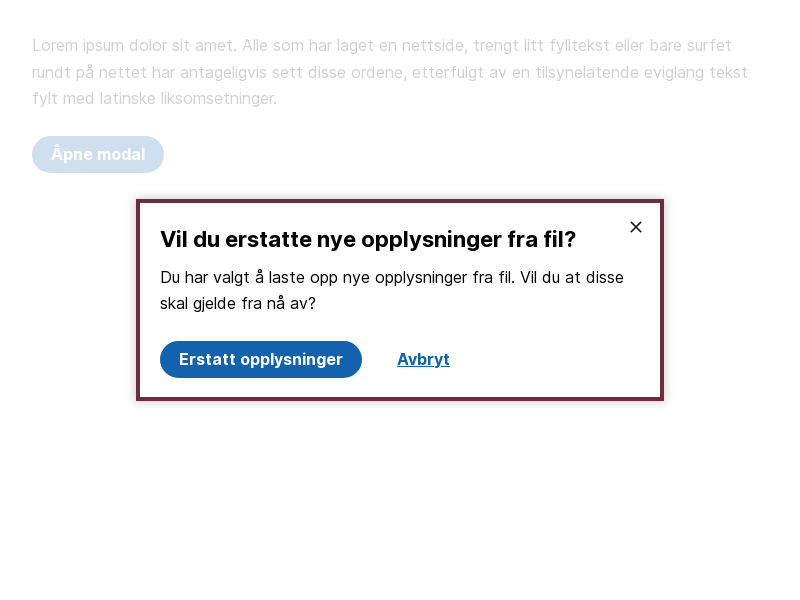 Lorem ipsum dolor sit amet. Alle som har laget en nettside, trengt litt fylltekst eller bare surfet
rundt på nettet har antageligvis sett disse ordene, etterfulgt av en tilsynelatende eviglang tekst
fylt med latinske liksomsetninger.
Åpne modal
Vil du erstatte nye opplysninger fra fil?
Du har valgt å laste opp nye opplysninger fra fil. Vil du at disse
skal gjelde fra nå av?
Erstatt opplysninger
Avbryt